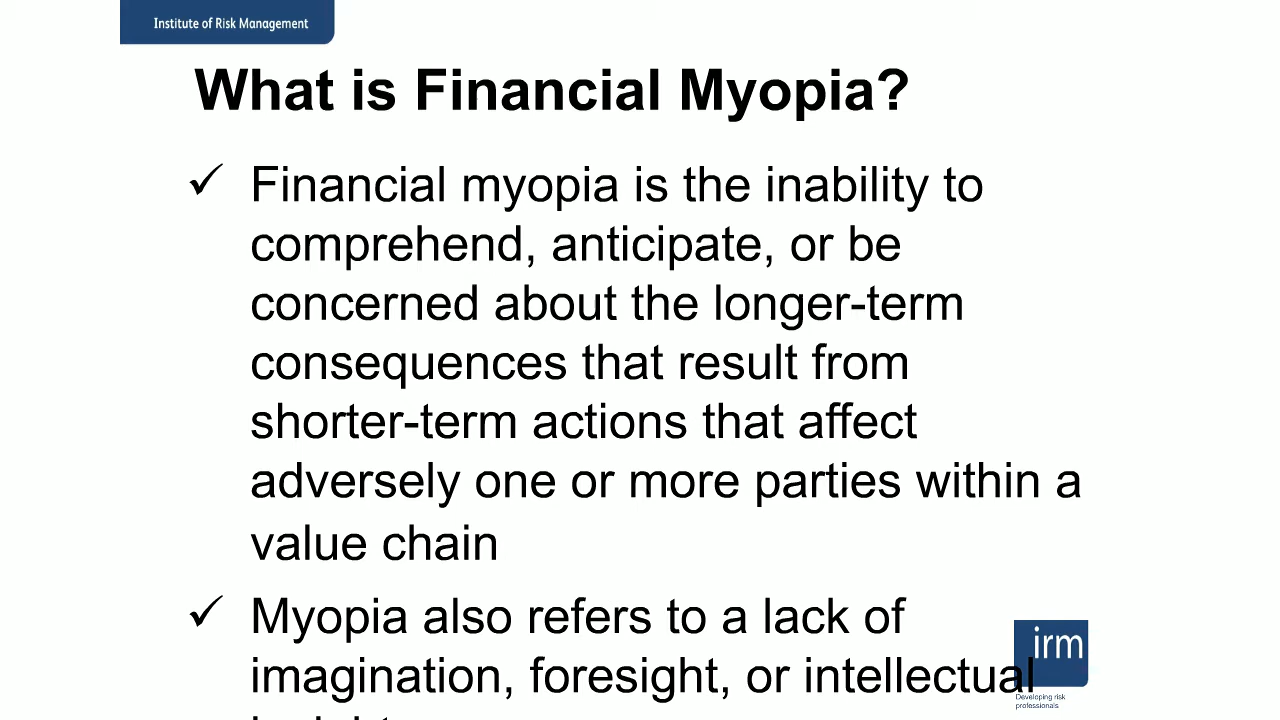 Institute of Risk Management
What is Financial Myopia?
✓ Financial myopia is the inability to
comprehend, anticipate, or be
concerned about the longer-term
consequences that result from
shorter-term actions that affect
adversely one or more parties within a
value chain
✓ Myopia also refers to a lack of
imagination, foresight, or intellectual
irm
Developing risk
professionals